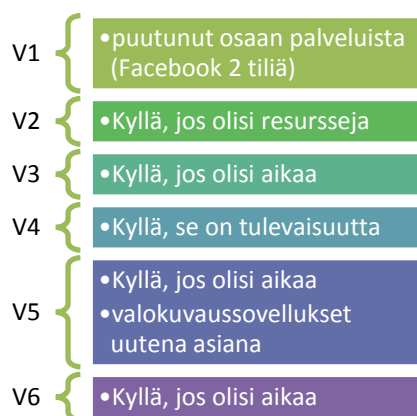 V1
•puutunut osaan palveluista
(Facebook 2 tiliä)
V2
•Kyllä, jos olisi resursseja
V3
•Kyllä, jos olisi aikaa
V4
•Kyllä, se on tulevaisuutta
V5
•Kyllä, jos olisi aikaa
•valokuvaussovellukset
uutena asiana
V6
•Kyllä, jos olisi aikaa